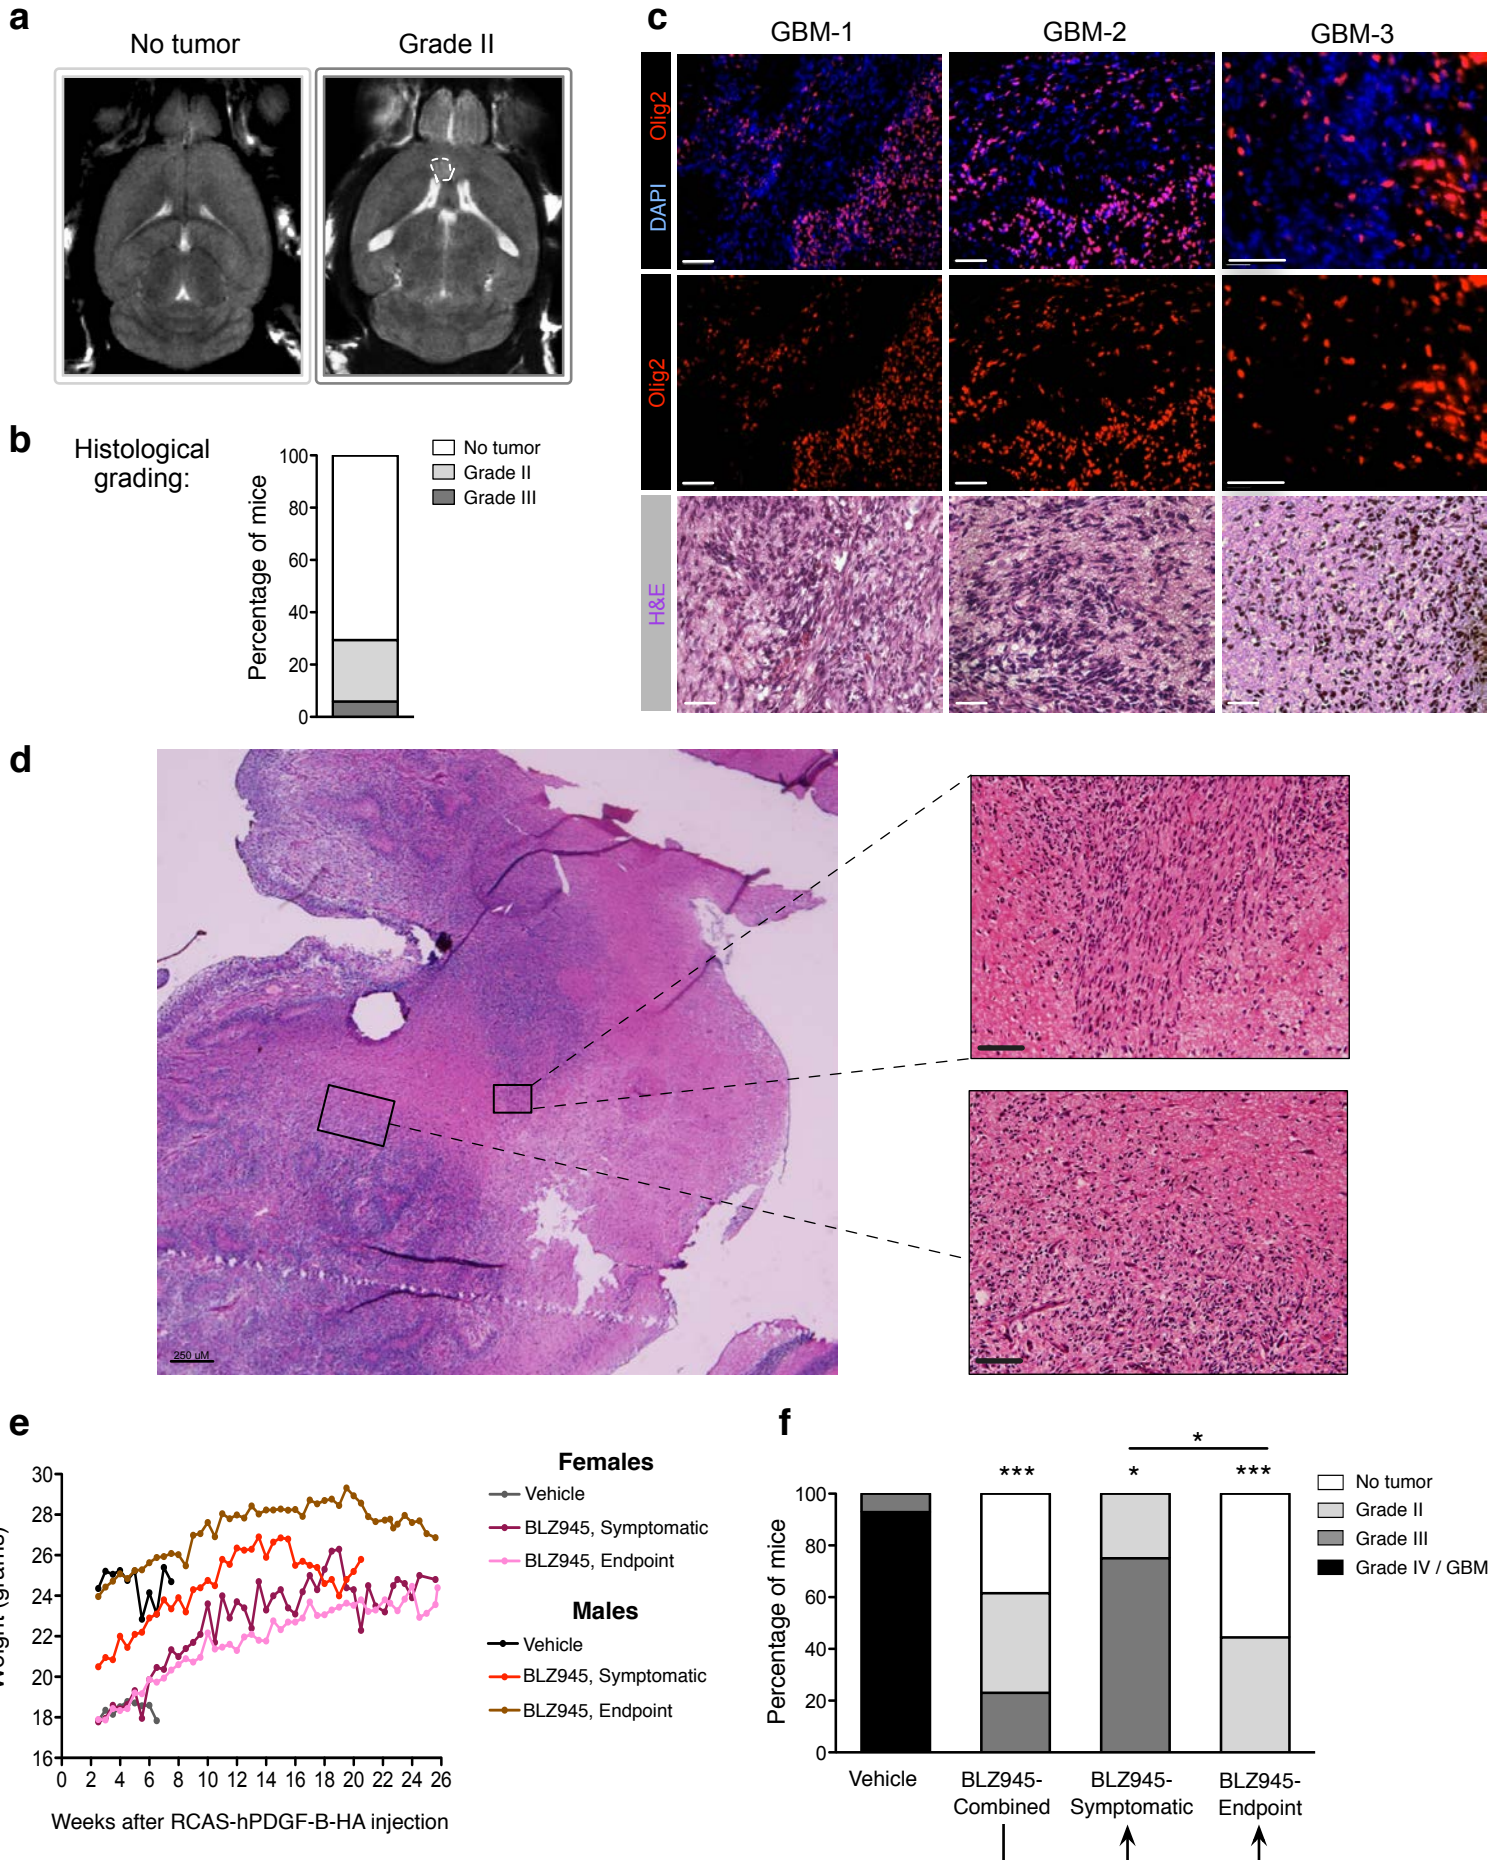 a
No tumor
Grade II
b
Histological
grading:
Percentage of mice
100
80
60
40
20
0
No tumor
Grade II
Grade III
c
GBM-1
GBM-2
GBM-3
DAPI Olig2
Olig2
H&E
d
250 uM
e
Weight (grams)
30
28
26
24
22
20
18
16
0 2 4 6 8 10 12 14 16 18 20 22 24 26
Weeks after RCAS-hPDGF-B-HA injection
Females
Vehicle
BLZ945, Symptomatic
BLZ945, Endpoint
Males
Vehicle
BLZ945, Symptomatic
BLZ945, Endpoint
f
Percentage of mice
100
80
60
40
20
0
*
***
*
***
No tumor
Grade II
Grade III
Grade IV / GBM
Vehicle
BLZ945-
Combined
BLZ945-
Symptomatic
BLZ945-
Endpoint